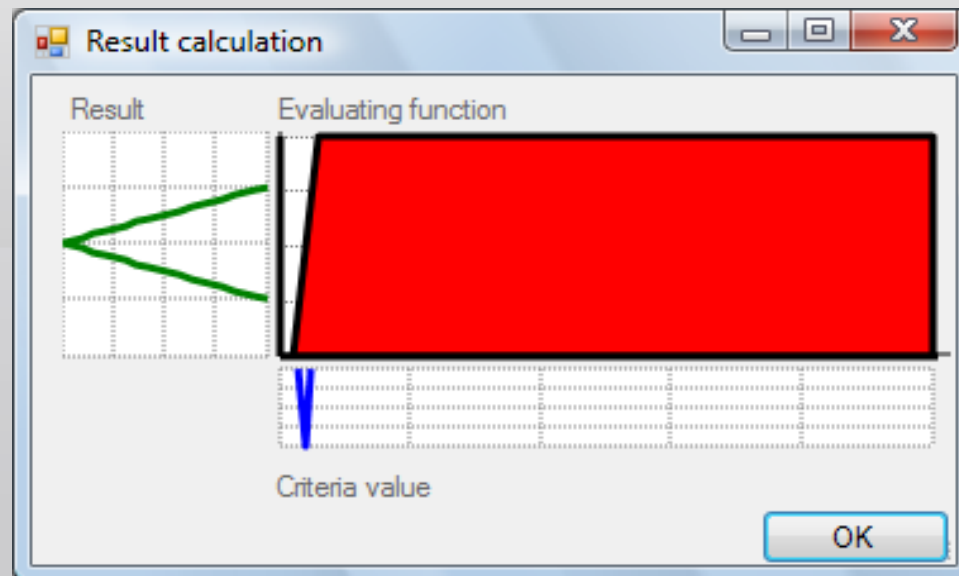 Result calculation
Result
Evaluating function
Criteria value
OK